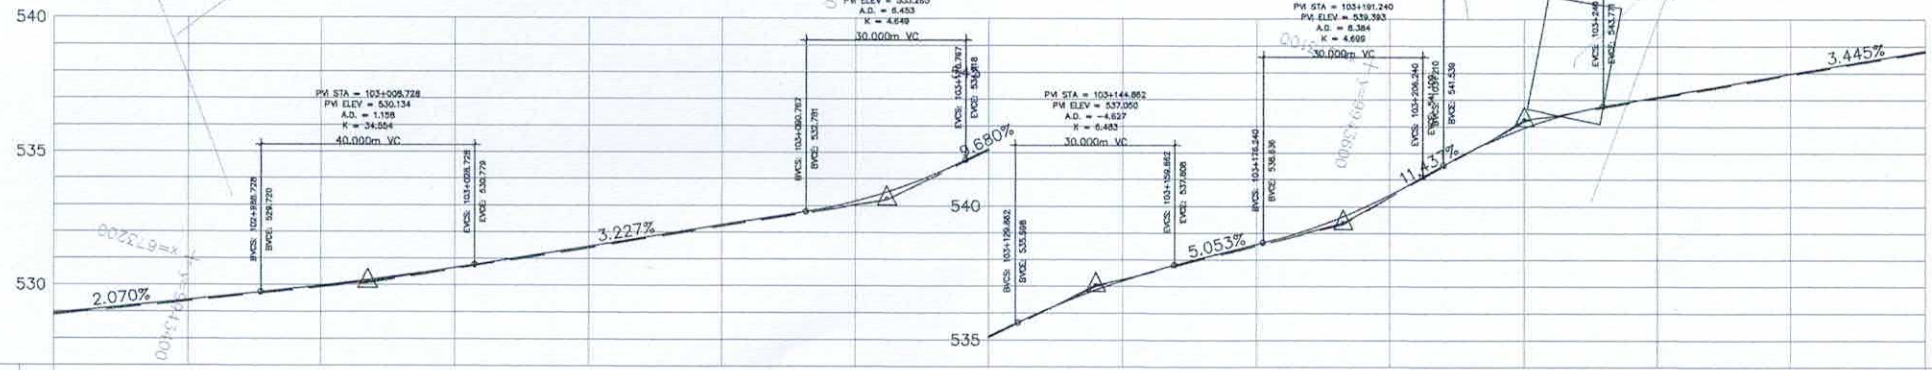 540
535
530
2.070%
PVI STA = 103+008.728
PVI ELEV = 530.134
A.D. = 1.158
K = 34.554
40.000m VC
BVCS: 102+988.728
BVCE: 529.720
EVCS: 103+028.728
EVCE: 530.779
3.227%
A.D. = 6.453
K = 4.649
30.000m VC
BVCS: 103+090.767
BVCE: 532.781
9.680%
540
535
PVI STA = 103+144.862
PVI ELEV = 537.050
A.D. = -4.627
K = 6.483
30.000m VC
BVCS: 103+129.862
BVCE: 535.598
EVCS: 103+159.862
EVCE: 537.808
5.053%
PVI STA = 103+191.240
PVI ELEV = 539.393
A.D. = 6.384
K = 4.699
30.000m VC
BVCS: 103+176.240
BVCE: 538.636
EVCS: 103+206.240
BVCE: 541.539
11.437%
3.445%
x=673200
y=5943400
y=5943600